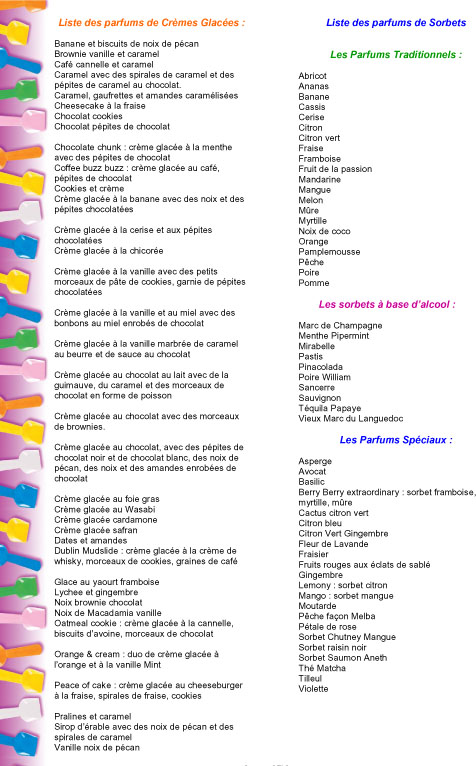 Liste des parfums de Crèmes Glacées :
Banane et biscuits de noix de pécan
Brownie vanille et caramel
Café cannelle et caramel
Caramel avec des spirales de caramel et des
pépites de caramel au chocolat.
Caramel, gaufrettes et amandes caramélisées
Cheesecake à la fraise
Chocolat cookies
Chocolat pépites de chocolat
Chocolate chunk : crème glacée à la menthe
avec des pépites de chocolat
Coffee buzz buzz : crème glacée au café,
pépites de chocolat
Cookies et crème
Crème glacée à la banane avec des noix et des
pépites chocolatées
Crème glacée à la cerise et aux pépites
chocolatées
Crème glacée à la chicorée
Crème glacée à la vanille avec des petits
morceaux de pâte de cookies, garnie de pépites
chocolatées
Crème glacée à la vanille et au miel avec des
bonbons au miel enrobés de chocolat
Crème glacée à la vanille marbrée de caramel
au beurre et de sauce au chocolat
Crème glacée au chocolat au lait avec de la
guimauve, du caramel et des morceaux de
chocolat en forme de poisson
Crème glacée au chocolat avec des morceaux
de brownies.
Crème glacée au chocolat, avec des pépites de
chocolat noir et de chocolat blanc, des noix de
pécan, des noix et des amandes enrobées de
chocolat
Crème glacée au foie gras
Crème glacée au Wasabi
Crème glacée cardamone
Crème glacée safran
Dates et amandes
Dublin Mudslide : crème glacée à la crème de
whisky, morceaux de cookies, graines de café
Glace au yaourt framboise
Lychee et gingembre
Noix brownie chocolat
Noix de Macadamia vanille
Oatmeal cookie : crème glacée à la cannelle,
biscuits d'avoine, morceaux de chocolat
Orange & cream : duo de crème glacée à
l'orange et à la vanille Mint
Peace of cake : crème glacée au cheeseburger
à la fraise, spirales de fraise, cookies
Pralines et caramel
Sirop d'érable avec des noix de pécan et des
spirales de caramel
Vanille noix de pécan
Liste des parfums de Sorbets
Les Parfums Traditionnels :
Abricot
Ananas
Banane
Cassis
Cerise
Citron
Citron vert
Fraise
Framboise
Fruit de la passion
Mandarine
Mangue
Melon
Mûre
Myrtille
Noix de coco
Orange
Pamplemousse
Pêche
Poire
Pomme
Les sorbets à base d'alcool :
Marc de Champagne
Menthe Pipermint
Mirabelle
Pastis
Pinacolada
Poire William
Sancerre
Sauvignon
Téquila Papaye
Vieux Marc du Languedoc
Les Parfums Spéciaux :
Asperge
Avocat
Basilic
Berry Berry extraordinary : sorbet framboise,
myrtille, mûre
Cactus citron vert
Citron bleu
Citron Vert Gingembre
Fleur de Lavande
Fraisier
Fruits rouges aux éclats de sablé
Gingembre
Lemony : sorbet citron
Mango : sorbet mangue
Moutarde
Pêche façon Melba
Pétale de rose
Sorbet Chutney Mangue
Sorbet raisin noir
Sorbet Saumon Aneth
Thé Matcha
Tilleul
Violette